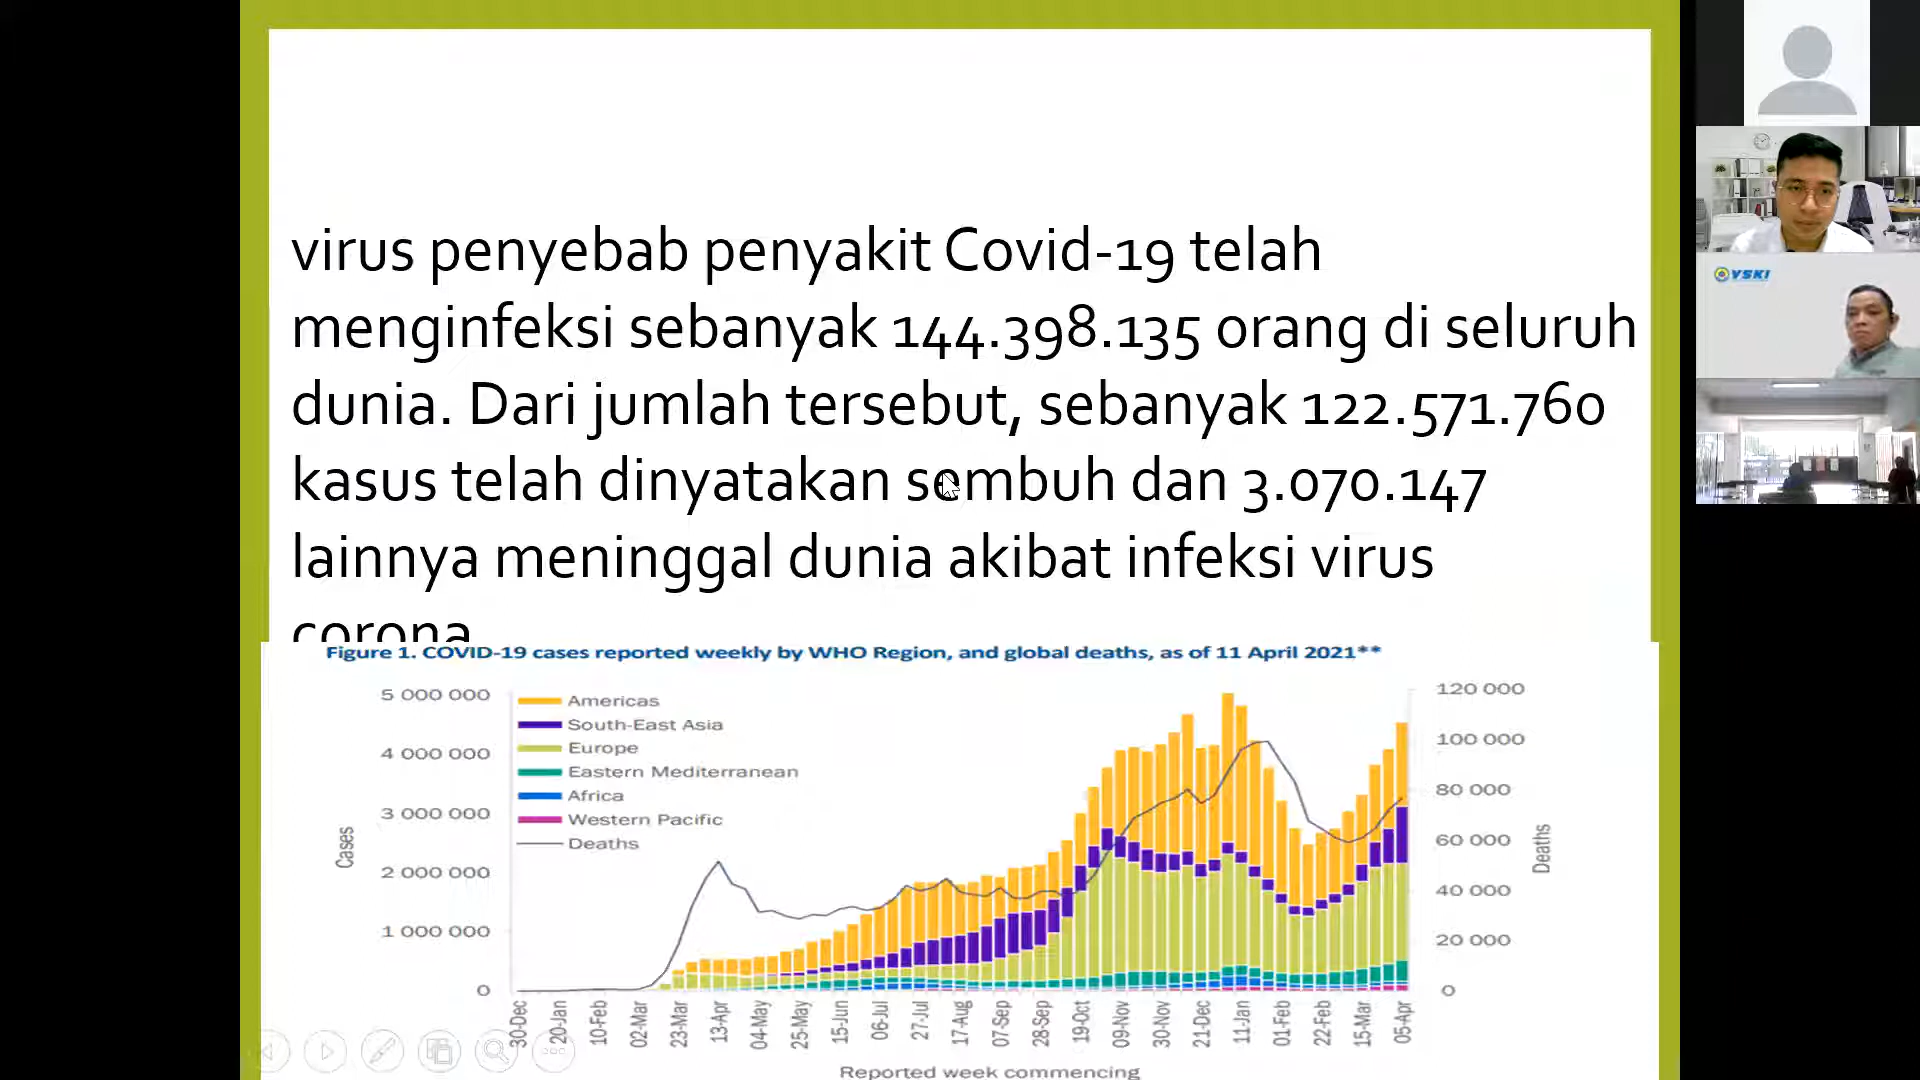 virus penyebab penyakit Covid-19 telah
menginfeksi sebanyak 144.398.135 orang di seluruh
dunia. Dari jumlah tersebut, sebanyak 122.571.760
kasus telah dinyatakan sembuh dan 3.070.147
lainnya meninggal dunia akibat infeksi virus
corona
Figure 1. COVID-19 cases reported weekly by WHO Region, and global deaths, as of 11 April 2021**
Cases
5 000 000
4 000 000
3 000 000
2 000 000
1 000 000
0
Americas
South-East Asia
Europe
Eastern Mediterranean
Africa
Western Pacific
Deaths
120 000
100 000
80 000
60 000
40 000
20 000
0
Deaths
30-Dec
20-Jan
10-Feb
02-Mar
23-Mar
13-Apr
04-May
25-May
15-Jun
06-Jul
27-Jul
17-Aug
07-Sep
28-Sep
19-Oct
09-Nov
30-Nov
21-Dec
11-Jan
01-Feb
22-Feb
15-Mar
05-Apr
Reported week commencing
VSKI